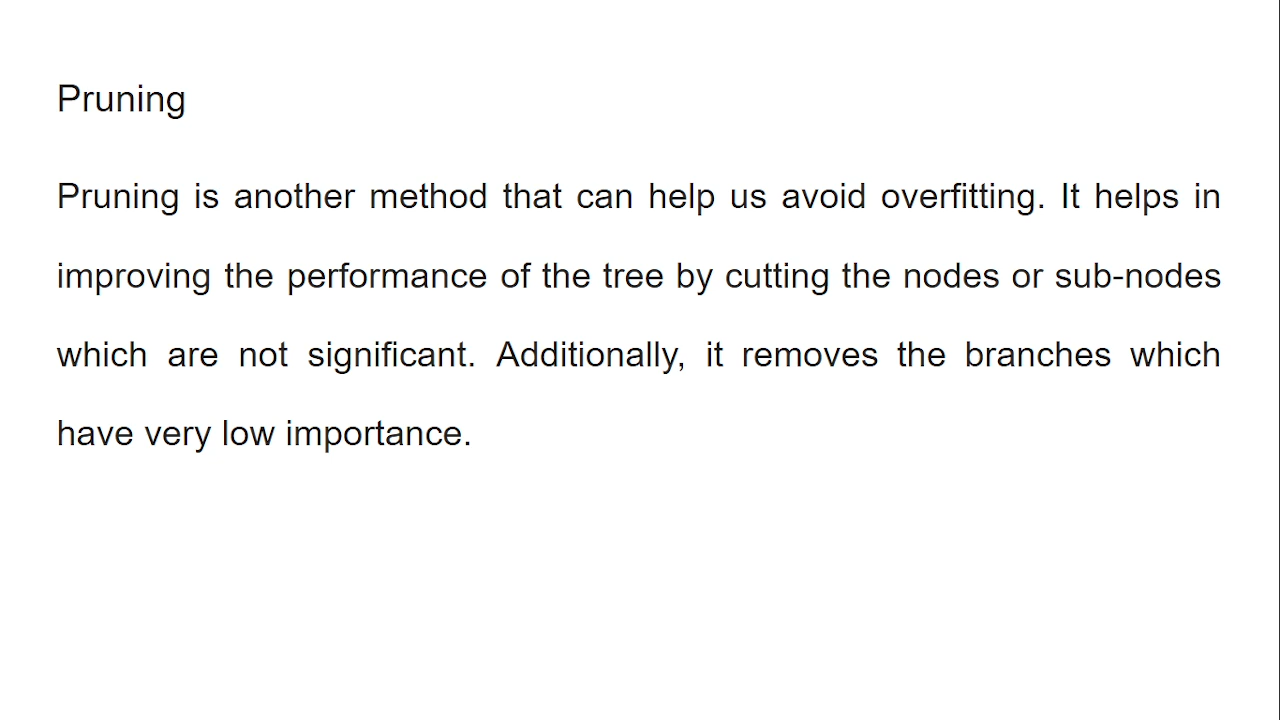 Pruning
Pruning is another method that can help us avoid overfitting. It helps in
improving the performance of the tree by cutting the nodes or sub-nodes
which are not significant. Additionally, it removes the branches which
have very low importance.